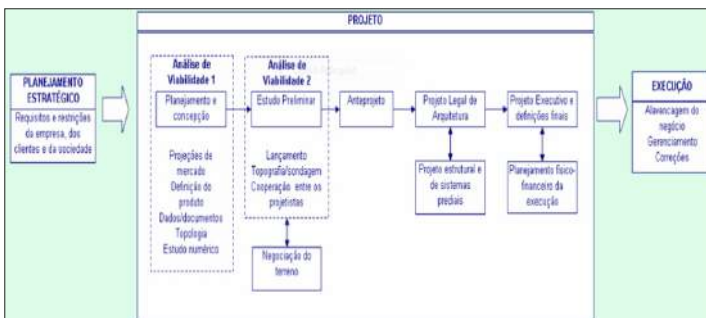 PROJETO
PLANEJAMENTO
ESTRATÉGICO
Requisitos e restrições
da empresa, dos
clientes e da sociedade
Análise de
Viabilidade 1
Planejamento e
concepção
Projeções de
mercado
Definição do
produto
Dados/documentos
Topologia
Estudo numérico
Análise de
Viabilidade 2
Estudo Preliminar
Lançamento
Topografia/sondagem
Cooperação entre os
projetistas
Negociação do
terreno
Anteprojeto
Projeto Legal de
Arquitetura
Projeto estrutural e
de sistemas
prediais
Projeto Executivo e
definições finais
Planejamento físico-
financeiro da
execução
EXECUÇÃO
Alavancagem do
negócio
Gerenciamento
Correções